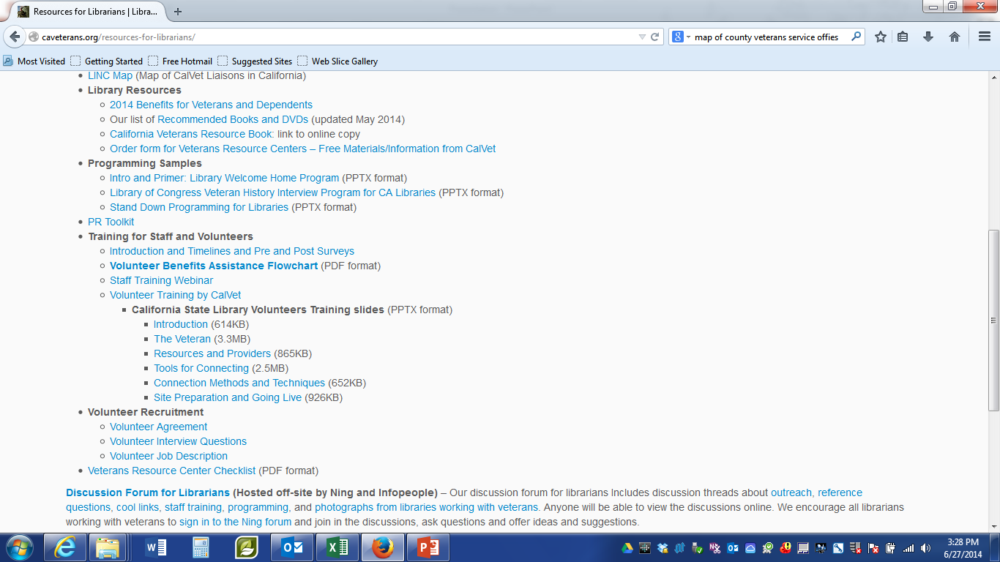 Resources for Librarians | Libra...
caveterans.org/resources-for-librarians/
map of county veterans service offies
Most Visited Getting Started Free Hotmail Suggested Sites Web Slice Gallery
LINC Map (Map of CalVet Liaisons in California)
Library Resources
2014 Benefits for Veterans and Dependents
Our list of Recommended Books and DVDs (updated May 2014)
California Veterans Resource Book: link to online copy
Order form for Veterans Resource Centers – Free Materials/Information from CalVet
Programming Samples
Intro and Primer: Library Welcome Home Program (PPTX format)
Library of Congress Veteran History Interview Program for CA Libraries (PPTX format)
Stand Down Programming for Libraries (PPTX format)
PR Toolkit
Training for Staff and Volunteers
Introduction and Timelines and Pre and Post Surveys
Volunteer Benefits Assistance Flowchart (PDF format)
Staff Training Webinar
Volunteer Training by CalVet
California State Library Volunteers Training slides (PPTX format)
Introduction (614KB)
The Veteran (3.3MB)
Resources and Providers (865KB)
Tools for Connecting (2.5MB)
Connection Methods and Techniques (652KB)
Site Preparation and Going Live (926KB)
Volunteer Recruitment
Volunteer Agreement
Volunteer Interview Questions
Volunteer Job Description
Veterans Resource Center Checklist (PDF format)
Discussion Forum for Librarians (Hosted off-site by Ning and Infopeople) – Our discussion forum for librarians Includes discussion threads about outreach, reference
questions, cool links, staff training, programming, and photographs from libraries working with veterans. Anyone will be able to view the discussions online. We encourage all librarians
working with veterans to sign in to the Ning forum and join in the discussions, ask questions and offer ideas and suggestions.
3:28 PM
6/27/2014